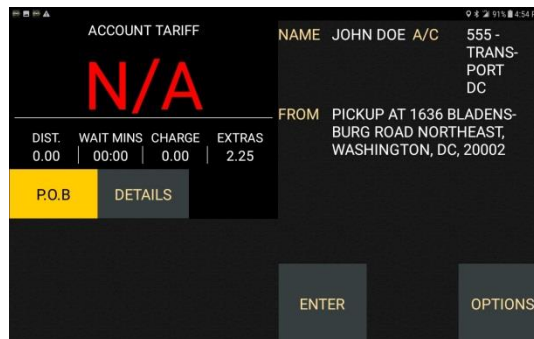 91% 4:54 P
ACCOUNT TARIFF
N/A
DIST. WAIT MINS CHARGE EXTRAS
0.00 00:00 0.00 2.25
P.O.B DETAILS
NAME JOHN DOE A/C 555 -
TRANS-
PORT
DC
FROM PICKUP AT 1636 BLADENS-
BURG ROAD NORTHEAST,
WASHINGTON, DC, 20002
ENTER OPTIONS